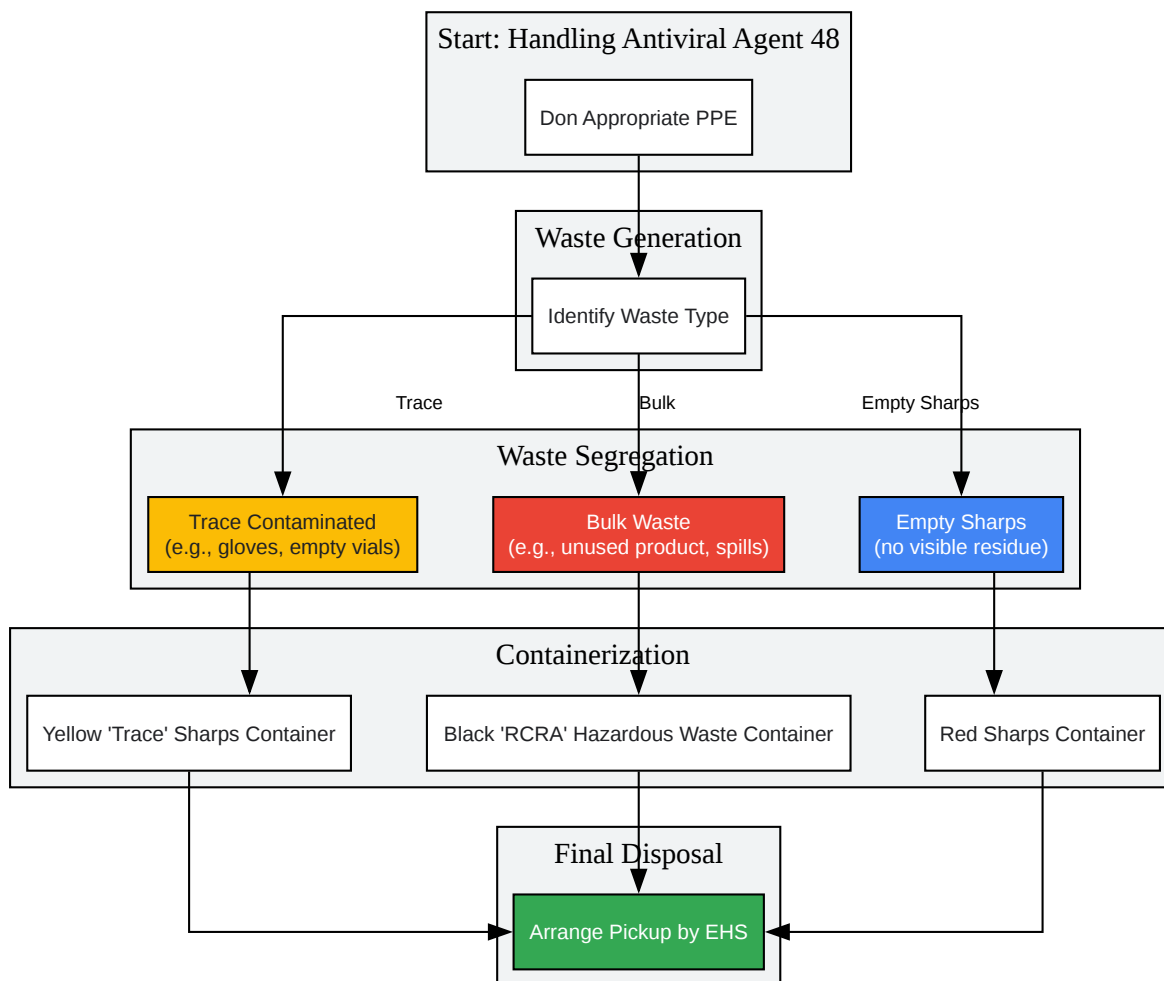 Start: Handling Antiviral Agent 48
Don Appropriate PPE
Waste Generation
Identify Waste Type
Trace
Bulk
Empty Sharps
Waste Segregation
Trace Contaminated
(e.g., gloves, empty vials)
Bulk Waste
(e.g., unused product, spills)
Empty Sharps
(no visible residue)
Containerization
Yellow 'Trace' Sharps Container
Black 'RCRA' Hazardous Waste Container
Red Sharps Container
Final Disposal
Arrange Pickup by EHS